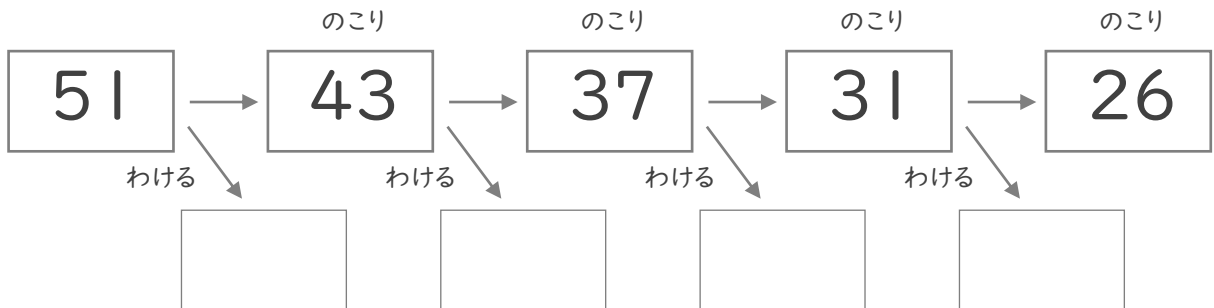 のこり のこり のこり のこり
51 43 37 31 26
わける わける わける わける